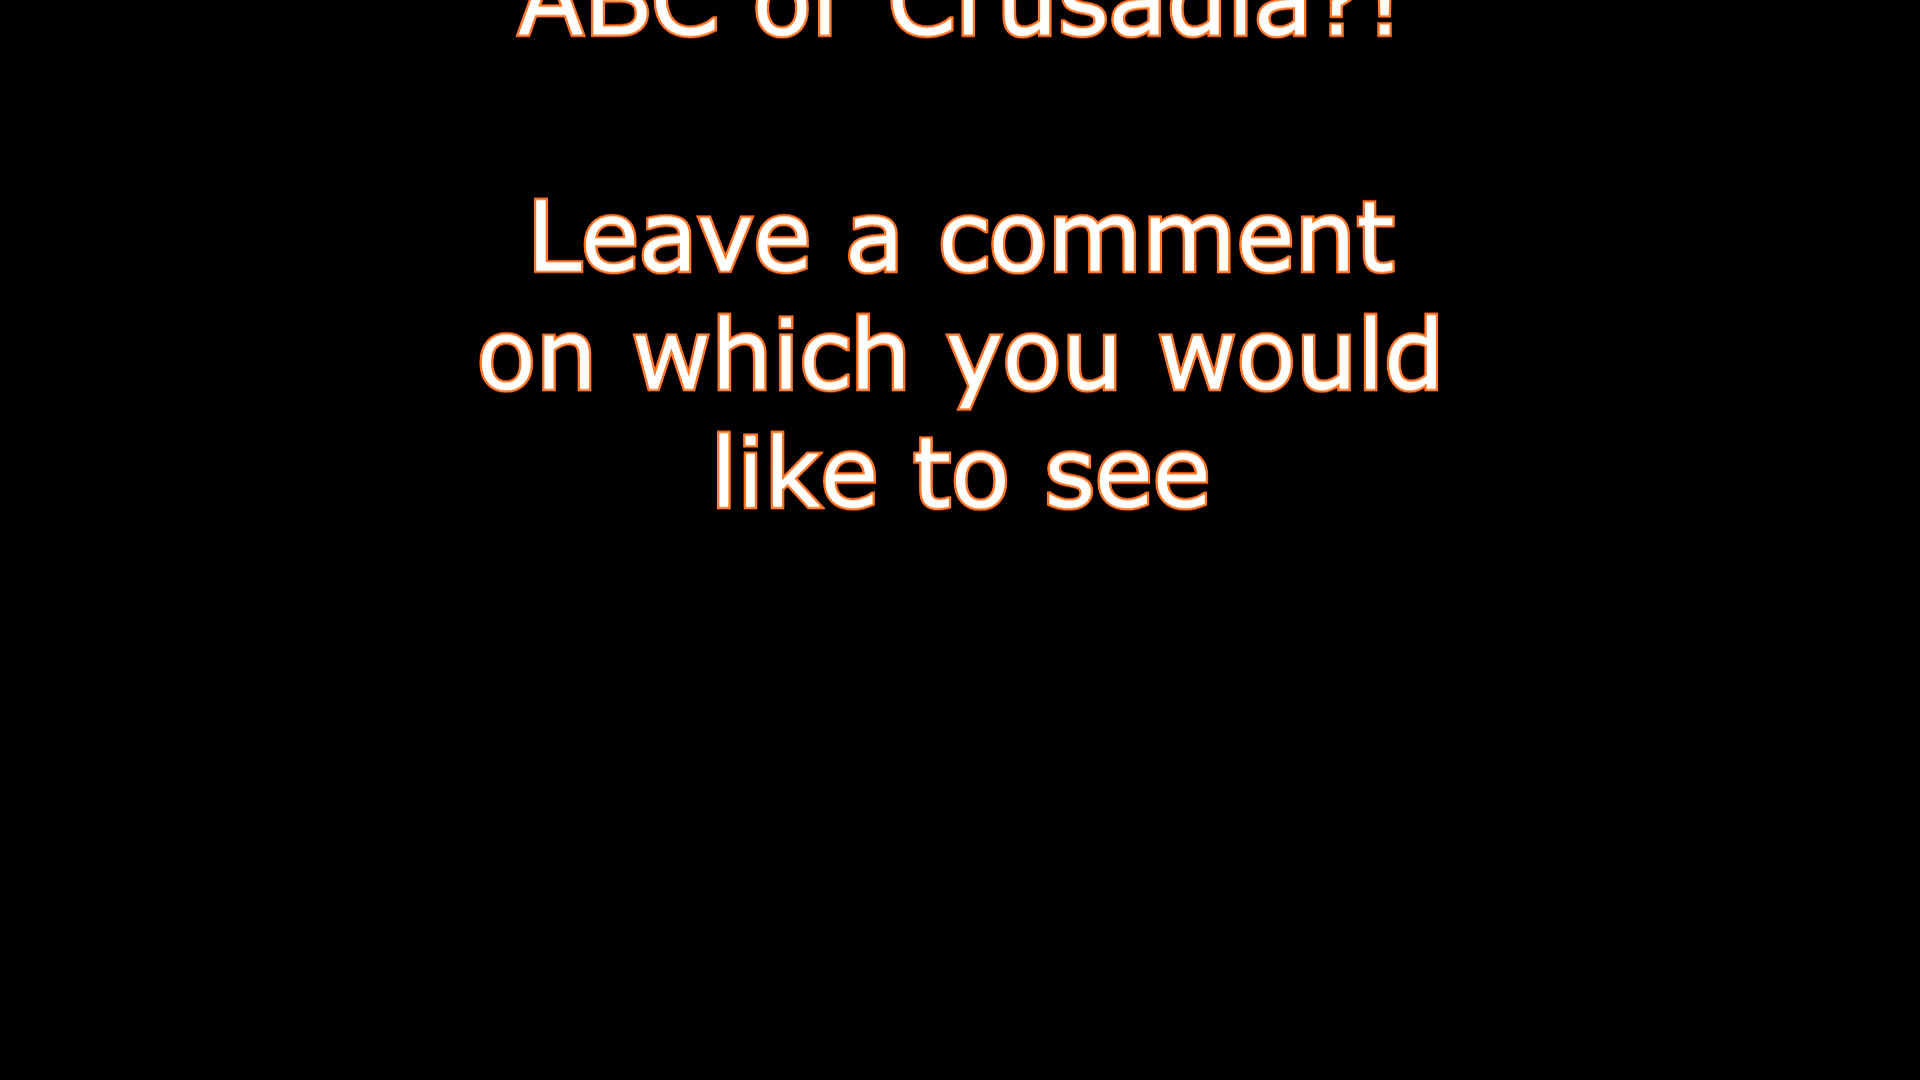 ABC or Crusadia?!
Leave a comment
on which you would
like to see